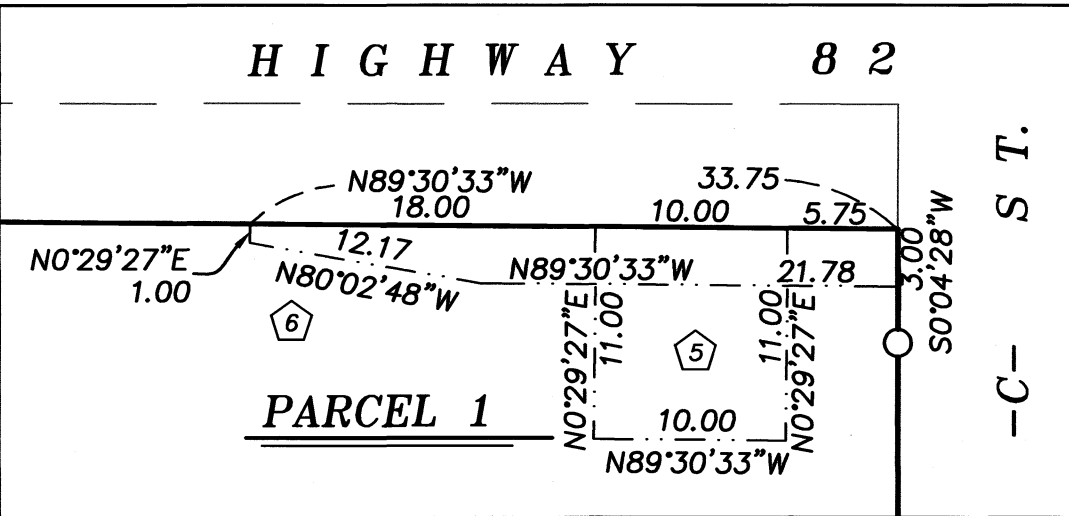 HIGHWAY 82
-C- ST.
N89°30'33"W
33.75
18.00
10.00
5.75
3.00
S0°04'28"W
N0°29'27"E
1.00
12.17
N80°02'48"W
N89°30'33"W
21.78
N0°29'27"E
11.00
11.00
N0°29'27"E
6
5
PARCEL 1
10.00
N89°30'33"W